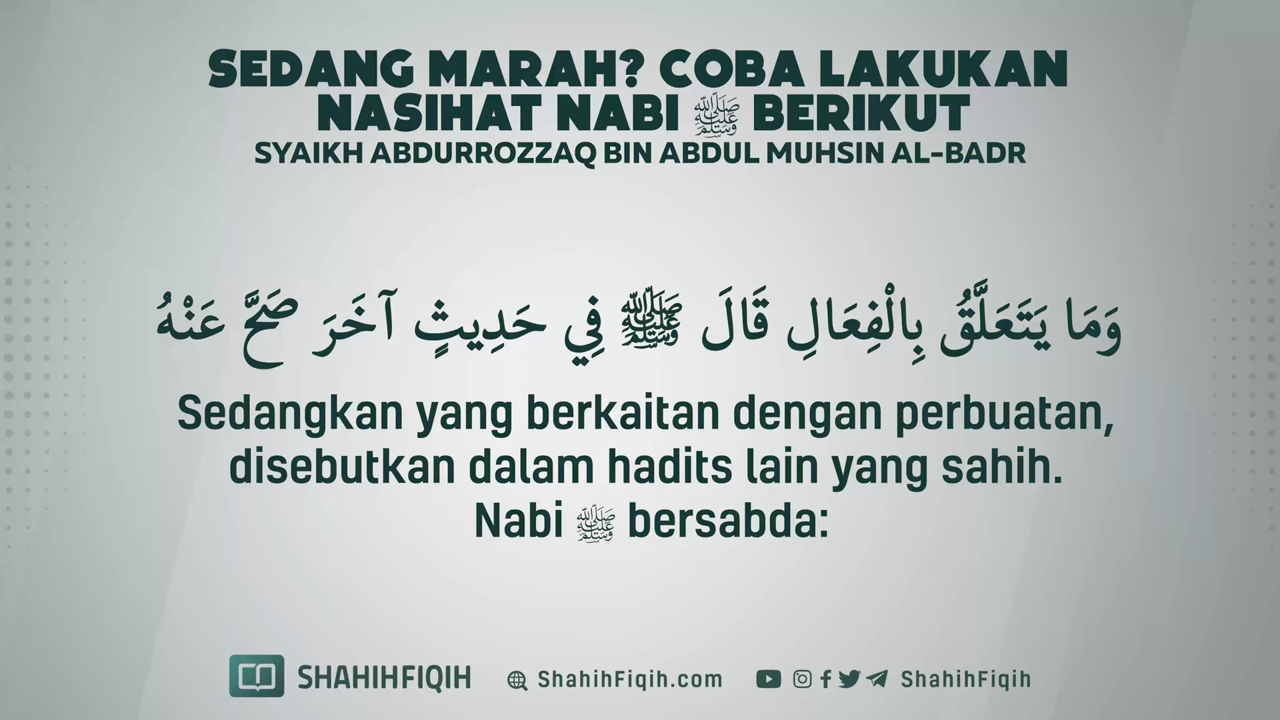 SEDANG MARAH? COBA LAKUKAN
NASIHAT NABI ﷺ BERIKUT
SYAIKH ABDURROZZAQ BIN ABDUL MUHSIN AL-BADR
وَمَا يَتَعَلَّقُ بِالْفِعَالِ قَالَ ﷺ فِي حَدِيثٍ آخَرَ صَحَّ عَنْهُ
Sedangkan yang berkaitan dengan perbuatan,
disebutkan dalam hadits lain yang sahih.
Nabi ﷺ bersabda:
SHAHIHFIQIH ShahihFiqih.com ShahihFiqih